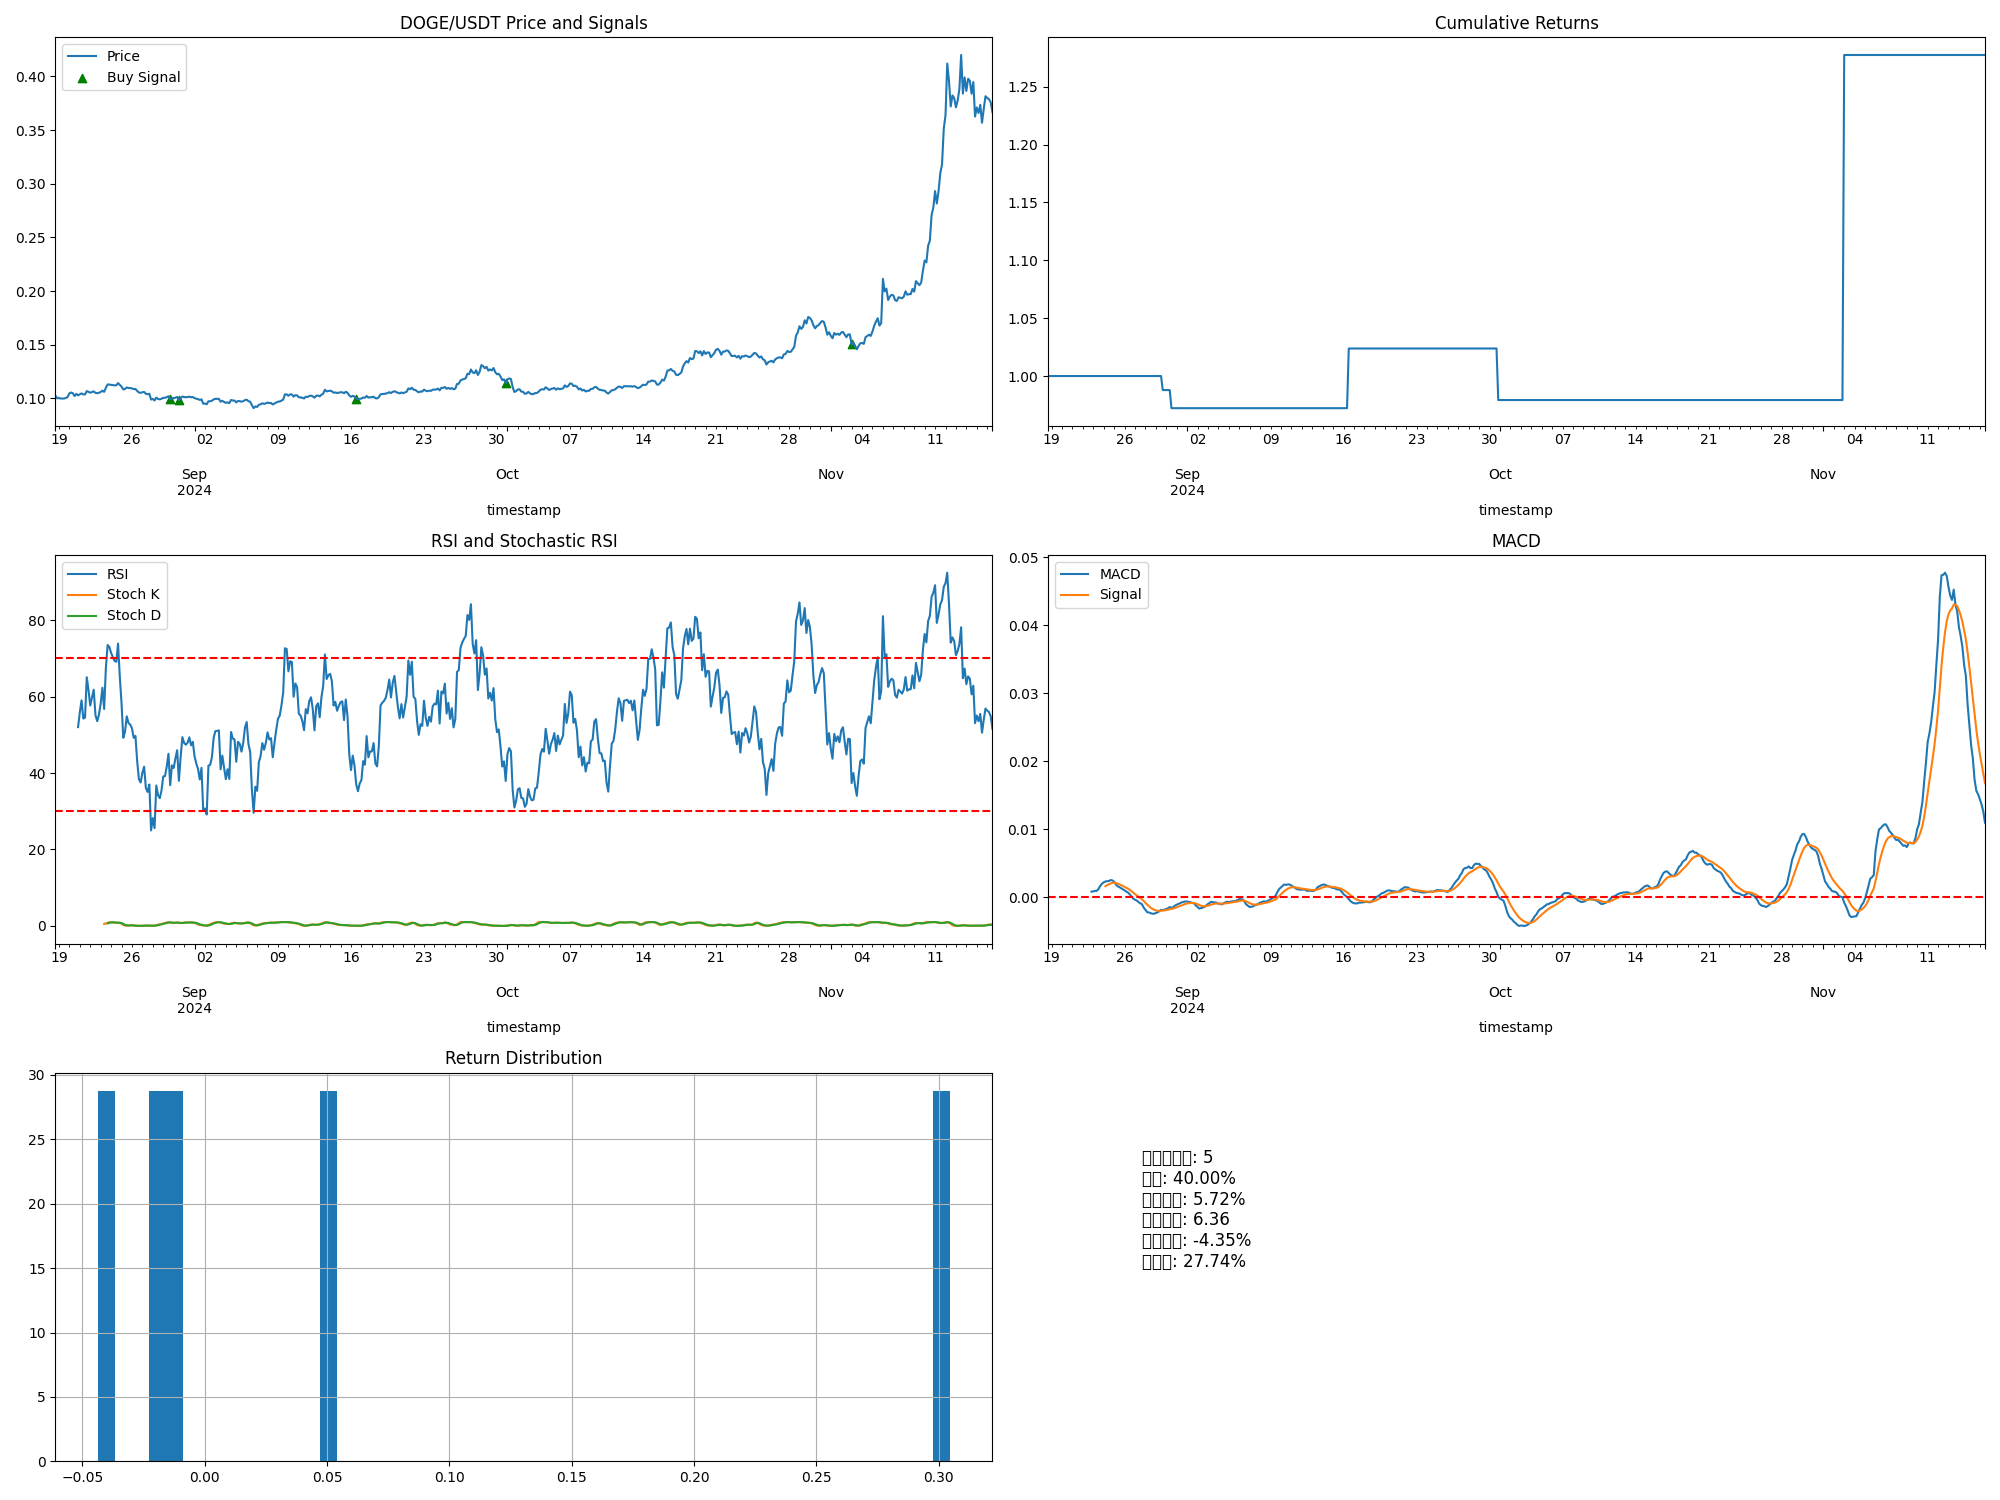 DOGE/USDT Price and Signals
Price
Buy Signal
0.40
0.35
0.30
0.25
0.20
0.15
0.10
19 26 02 09 16 23 30 07 14 21 28 04 11
Sep Oct Nov
2024
timestamp
Cumulative Returns
1.25
1.20
1.15
1.10
1.05
1.00
19 26 02 09 16 23 30 07 14 21 28 04 11
Sep Oct Nov
2024
timestamp
RSI and Stochastic RSI
RSI
Stoch K
Stoch D
80
60
40
20
0
19 26 02 09 16 23 30 07 14 21 28 04 11
Sep Oct Nov
2024
timestamp
MACD
MACD
Signal
0.05
0.04
0.03
0.02
0.01
0.00
19 26 02 09 16 23 30 07 14 21 28 04 11
Sep Oct Nov
2024
timestamp
Return Distribution
30
25
20
15
10
5
0
−0.05 0.00 0.05 0.10 0.15 0.20 0.25 0.30
: 5
: 40.00%
: 5.72%
: 6.36
: -4.35%
: 27.74%